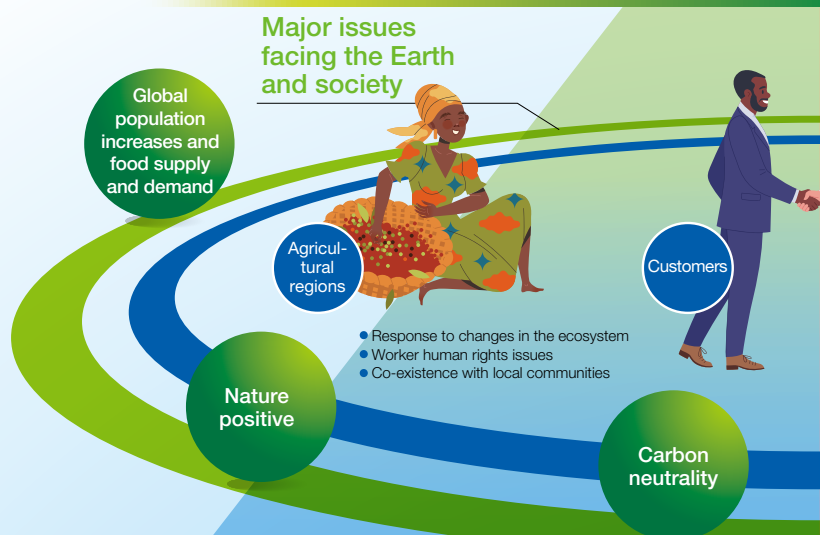 Major issues
facing the Earth
and society
Global
population
increases and
food supply
and demand
Agricul-
tural
regions
Customers
● Response to changes in the ecosystem
● Worker human rights issues
● Co-existence with local communities
Nature
positive
Carbon
neutrality